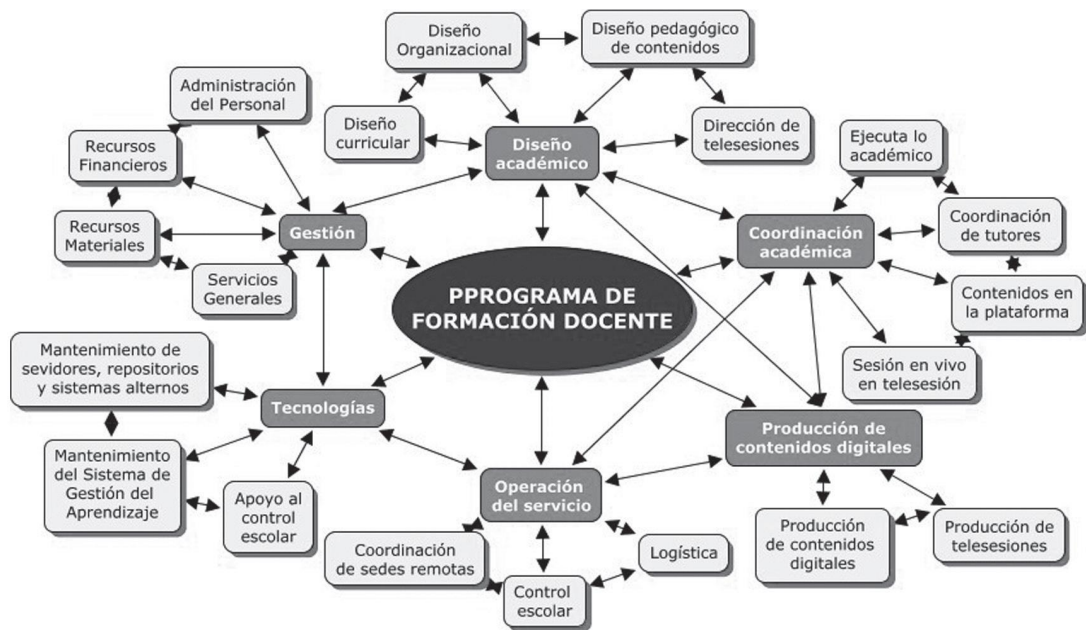 Diseño
Organizacional
Diseño pedagógico
de contenidos
Administración
del Personal
Diseño
curricular
Diseño
académico
Dirección de
telesesiones
Ejecuta lo
académico
Recursos
Financieros
Recursos
Materiales
Gestión
Servicios
Generales
Coordinación
académica
Coordinación
de tutores
Contenidos en
la plataforma
PPROGRAMA DE
FORMACIÓN DOCENTE
Sesión en vivo
en telesesión
Mantenimiento de
sevidores, repositorios
y sistemas alternos
Tecnologías
Producción de
contenidos digitales
Mantenimiento
del Sistema de
Gestión del
Aprendizaje
Apoyo al
control
escolar
Operación
del servicio
Coordinación
de sedes remotas
Control
escolar
Logística
Producción
de contenidos
digitales
Producción de
telesesiones